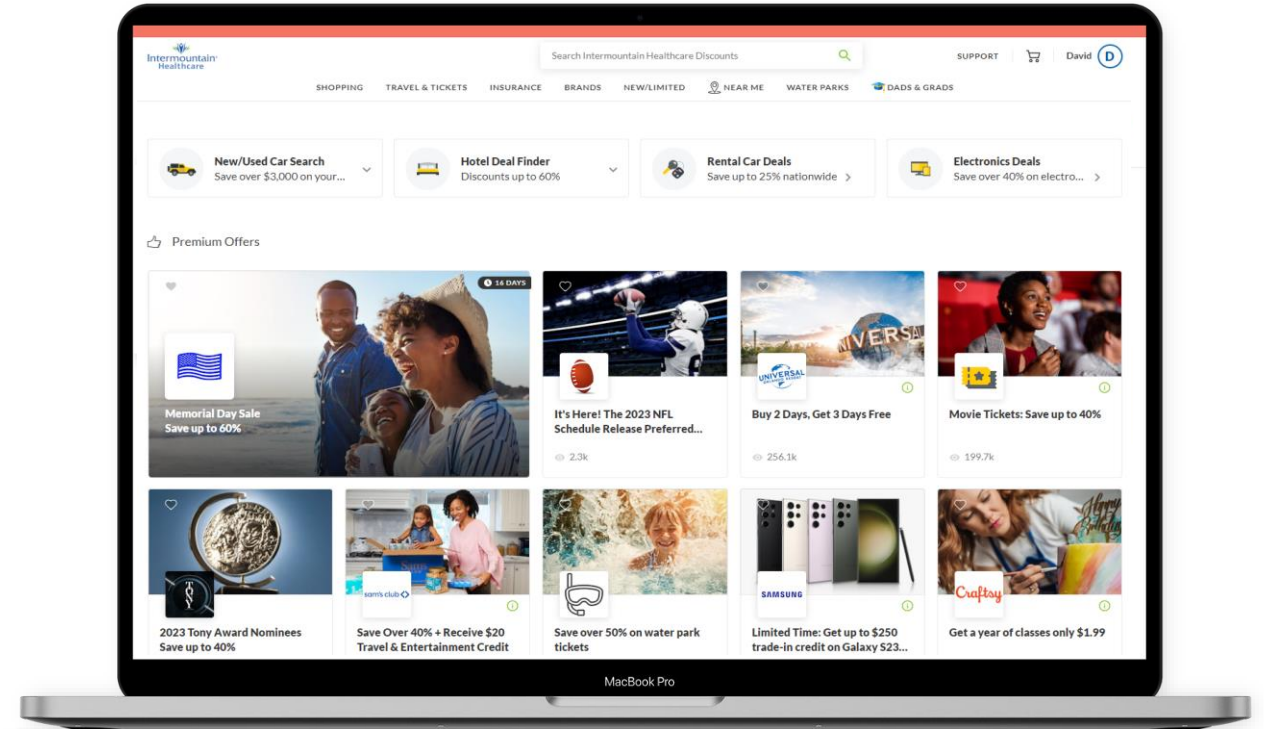 Intermountain
Healthcare
Search Intermountain Healthcare Discounts
SUPPORT
David
D
SHOPPING
TRAVEL & TICKETS
INSURANCE
BRANDS
NEW/LIMITED
NEAR ME
WATER PARKS
DADS & GRADS
New/Used Car Search
Save over $3,000 on your...
Hotel Deal Finder
Discounts up to 60%
Rental Car Deals
Save up to 25% nationwide
Electronics Deals
Save over 40% on electro...
Premium Offers
16 DAYS
Memorial Day Sale
Save up to 60%
It's Here! The 2023 NFL
Schedule Release Preferred...
2.3k
UNIVERSAL
UNIVERSAL
Buy 2 Days, Get 3 Days Free
256.1k
Movie Tickets: Save up to 40%
199.7k
TONY
2023 Tony Award Nominees
Save up to 40%
sam's club
Save Over 40% + Receive $20
Travel & Entertainment Credit
Save over 50% on water park
tickets
SAMSUNG
Limited Time: Get up to $250
trade-in credit on Galaxy S23...
Happy
Birthday
Craftsy
Get a year of classes only $1.99
MacBook Pro